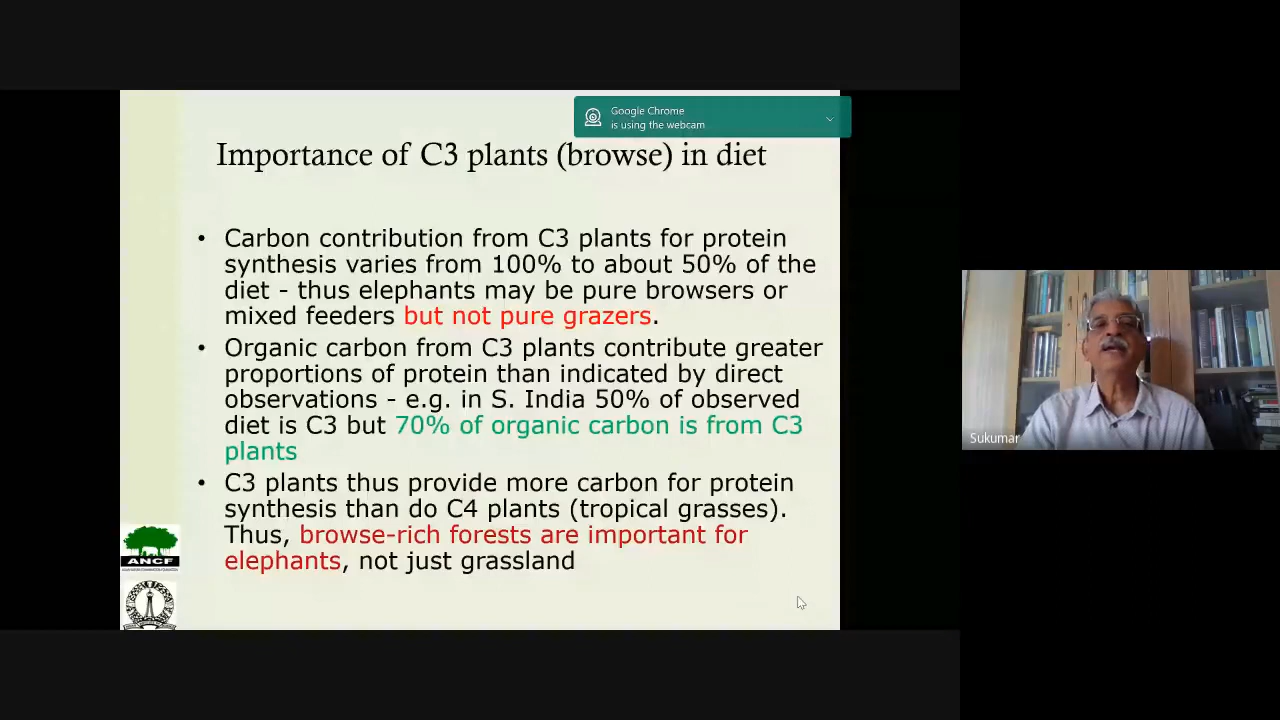 Google Chrome
is using the webcam
Importance of C3 plants (browse) in diet
• Carbon contribution from C3 plants for protein
synthesis varies from 100% to about 50% of the
diet - thus elephants may be pure browsers or
mixed feeders but not pure grazers.
• Organic carbon from C3 plants contribute greater
proportions of protein than indicated by direct
observations - e.g. in S. India 50% of observed
diet is C3 but 70% of organic carbon is from C3
plants
• C3 plants thus provide more carbon for protein
synthesis than do C4 plants (tropical grasses).
Thus, browse-rich forests are important for
elephants, not just grassland
ANCF
Sukumar